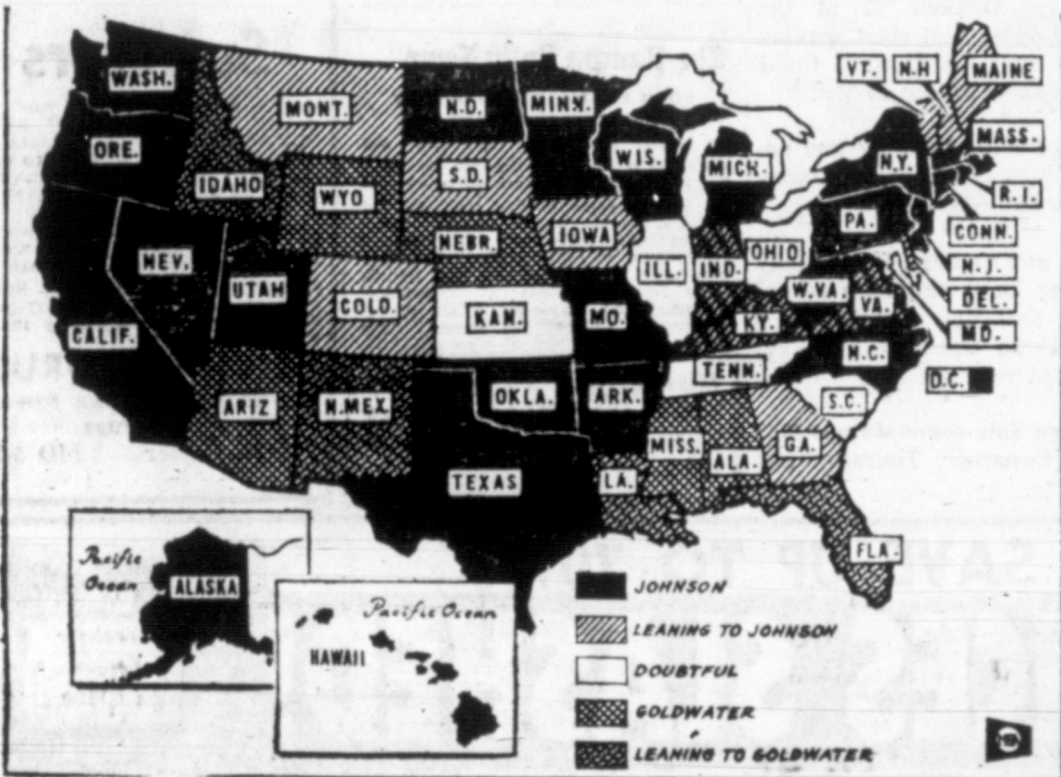 WASH.
ORE.
CALIF.
NEV.
IDAHO
MONT.
WYO
UTAH
COLO.
ARIZ
N.MEX.
N.D.
S.D.
NEBR.
KAN.
OKLA.
TEXAS
MINN.
IOWA
MO.
ARK.
LA.
WIS.
ILL.
MICH.
IND.
OHIO
KY.
TENN.
MISS.
ALA.
GA.
FLA.
S.C.
N.C.
VA.
W.VA.
PA.
N.Y.
VT.
N.H
MAINE
MASS.
R.I.
CONN.
N.J.
DEL.
MD.
D.C.
Pacific
Ocean
ALASKA
Pacific Ocean
HAWAII
JOHNSON
LEANING TO JOHNSON
DOUBTFUL
GOLDWATER
LEANING TO GOLDWATER